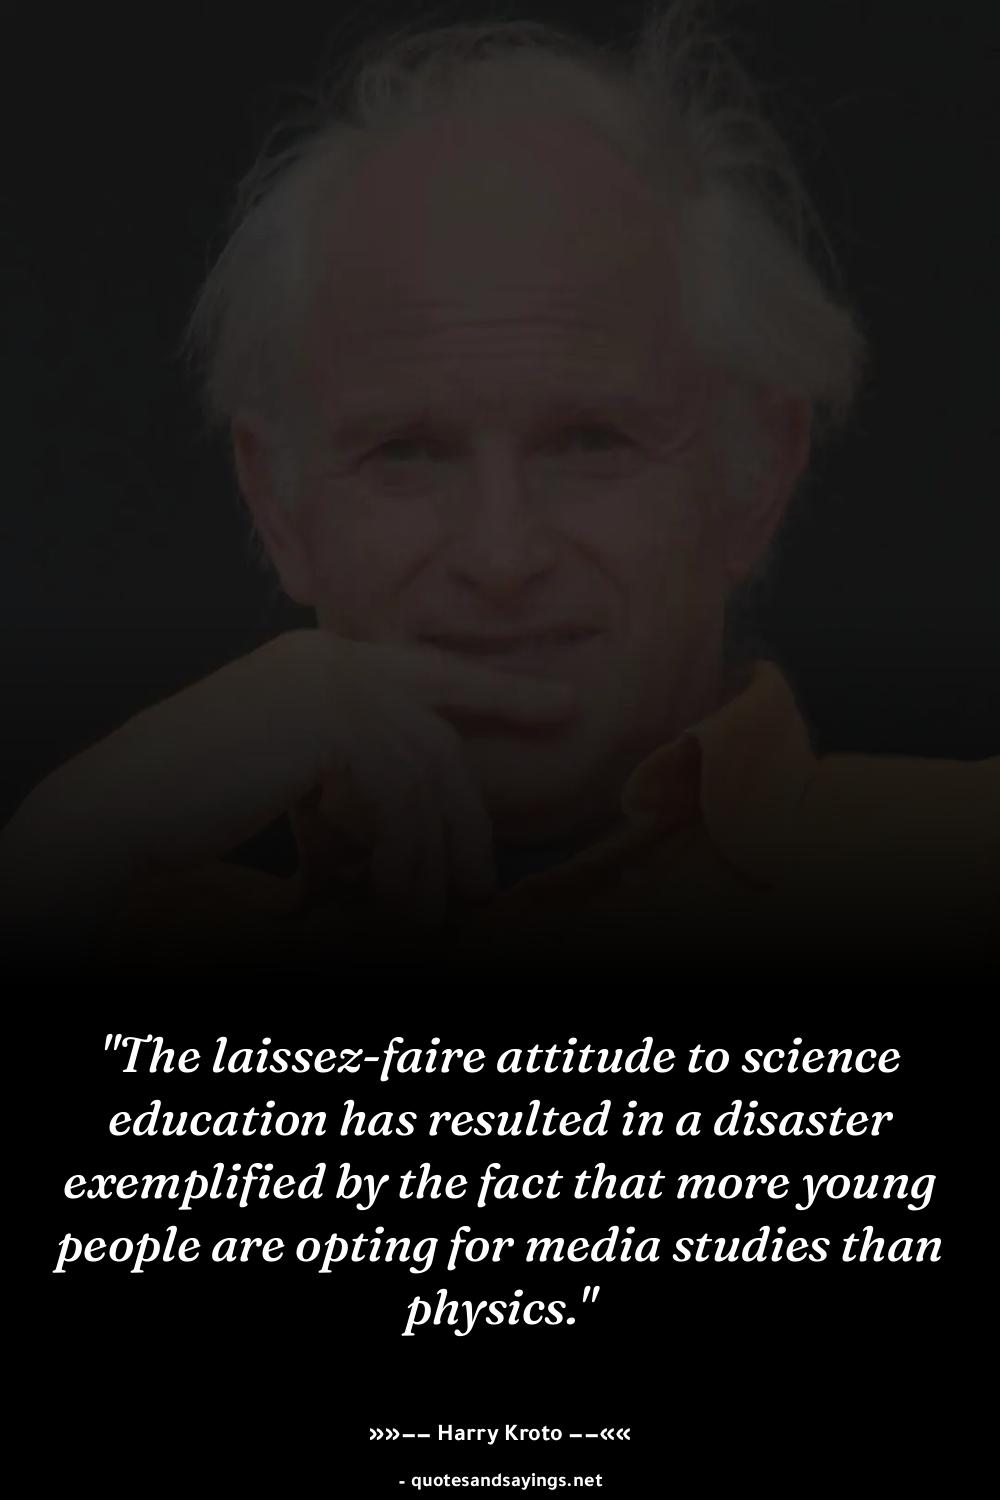 "The laissez-faire attitude to science
education has resulted in a disaster
exemplified by the fact that more young
people are opting for media studies than
physics."
»»−− Harry Kroto −−««
- quotesandsayings.net